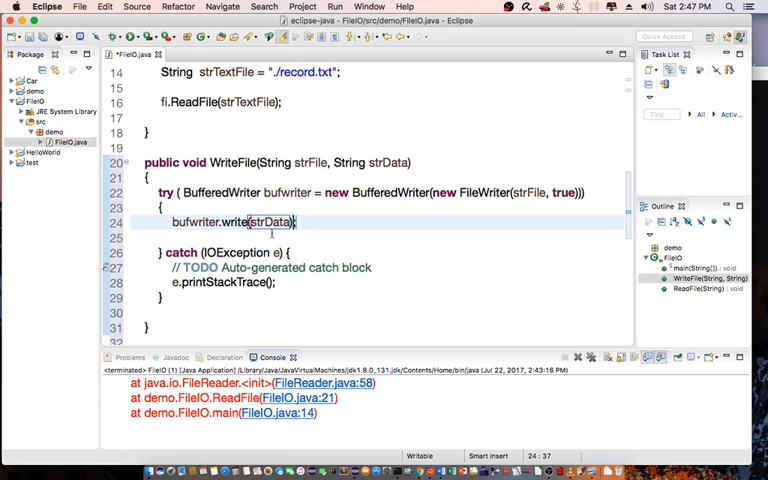 Eclipse File Edit Source Refactor Navigate Search Project Run Window Help
Sat 2:47 PM
eclipse-java - FileIO/src/demo/FileIO.java - Eclipse
Quick Access
Package
*FileIO.java
Task List
Car
demo
FileIO
JRE System Library
src
demo
FileIO.java
HelloWorld
test
14 String strTextFile = "./record.txt";
15
16 fi.ReadFile(strTextFile);
17
18 }
19
20 public void WriteFile(String strFile, String strData)
21 {
22 try ( BufferedWriter bufwriter = new BufferedWriter(new FileWriter(strFile, true)))
23 {
24 bufwriter.write(strData);
25
26 } catch (IOException e) {
27 // TODO Auto-generated catch block
28 e.printStackTrace();
29 }
30
31 }
Find
All
Activ...
Outline
demo
FileIO
main(String[]) : void
WriteFile(String, String)
ReadFile(String) : void
Problems Javadoc Declaration Console
<terminated> FileIO (1) [Java Application] /Library/Java/JavaVirtualMachines/jdk1.8.0_131.jdk/Contents/Home/bin/java (Jul 22, 2017, 2:43:16 PM)
at java.io.FileReader.<init>(FileReader.java:58)
at demo.FileIO.ReadFile(FileIO.java:21)
at demo.FileIO.main(FileIO.java:14)
Writable
Smart Insert
24 : 37